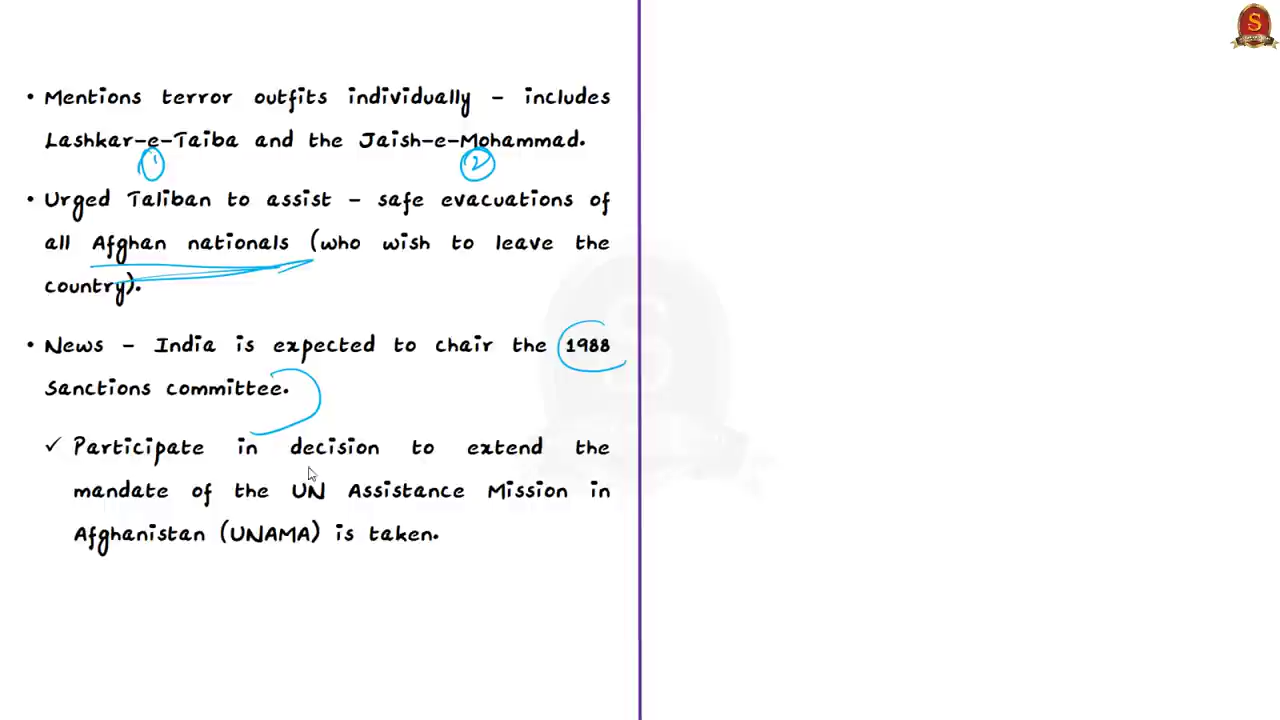 • Mentions terror outfits individually – includes
Lashkar-e-Taiba and the Jaish-e-Mohammad.
1 2
• Urged Taliban to assist – safe evacuations of
all Afghan nationals (who wish to leave the
country).
• News – India is expected to chair the 1988
Sanctions committee.
✓ Participate in decision to extend the
mandate of the UN Assistance Mission in
Afghanistan (UNAMA) is taken.
S